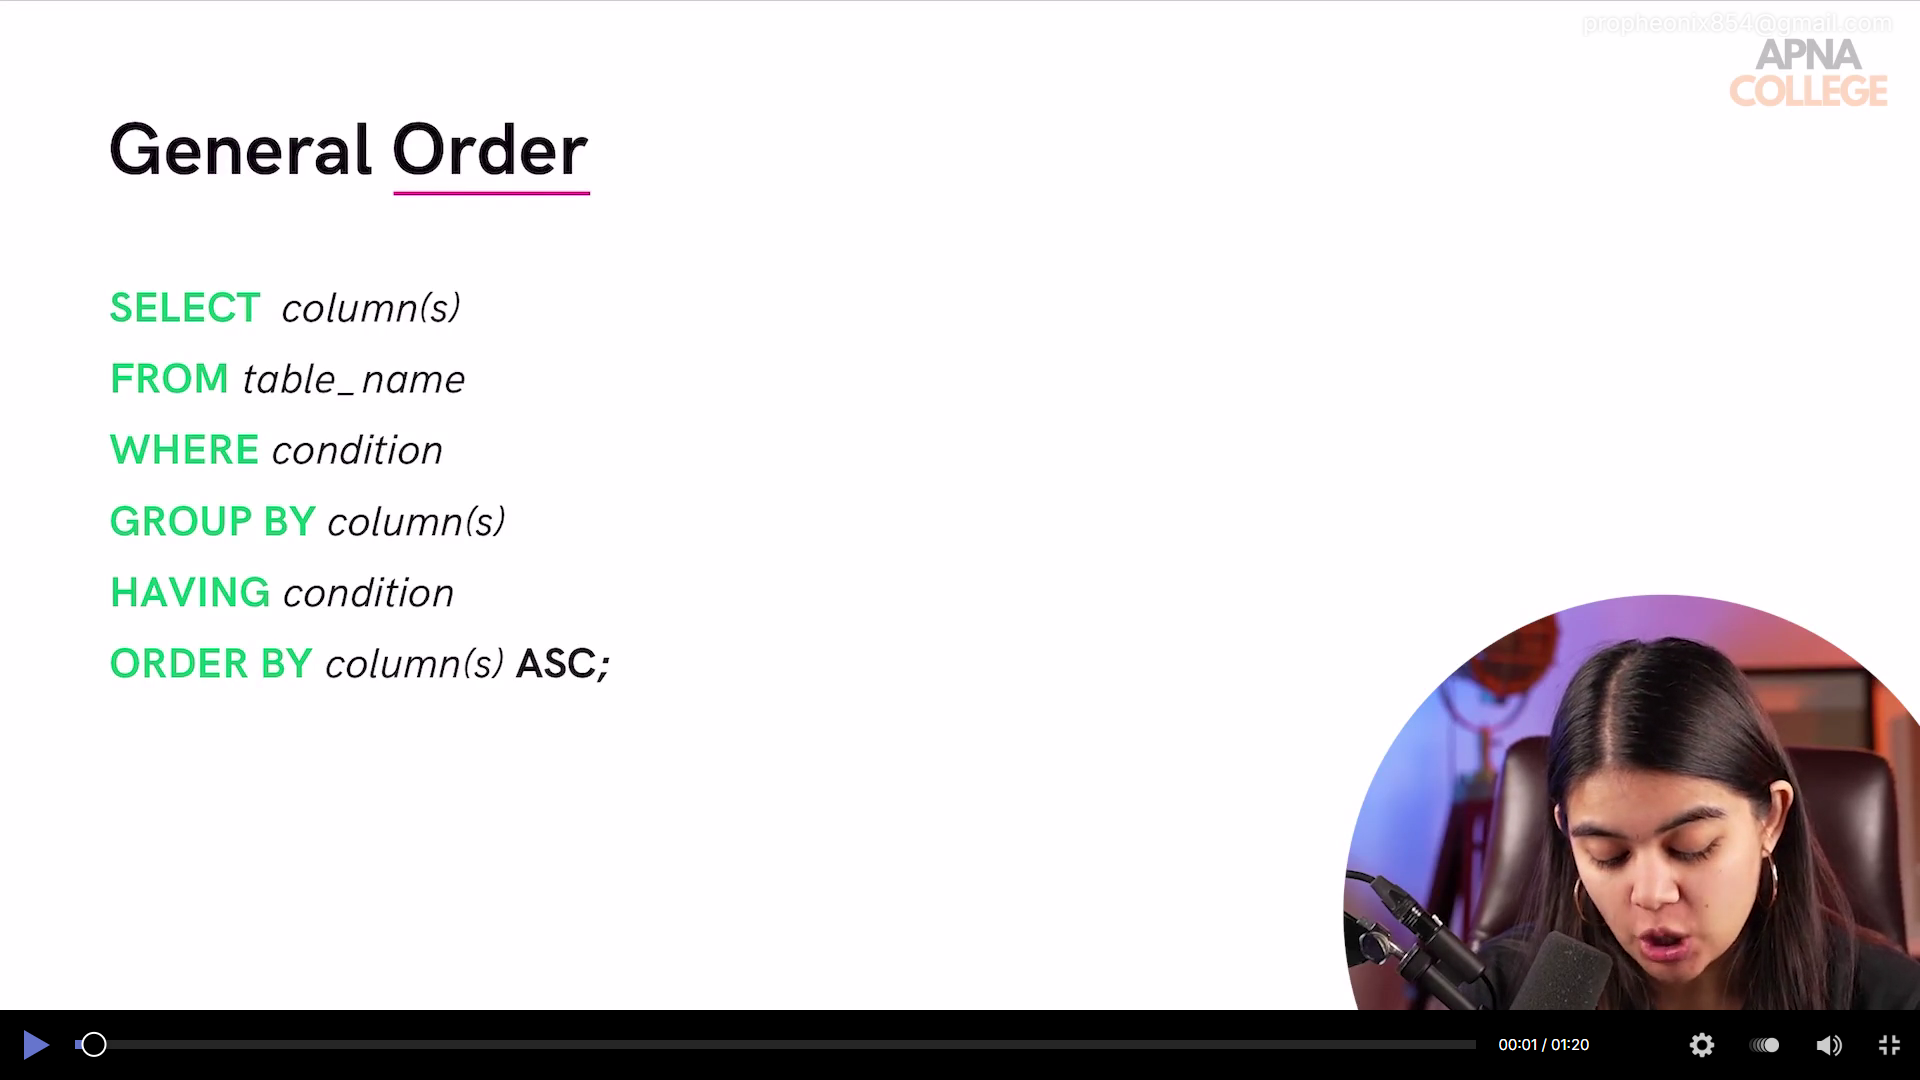 propheonix854@gmail.com
APNA
COLLEGE
General Order
SELECT column(s)
FROM table_name
WHERE condition
GROUP BY column(s)
HAVING condition
ORDER BY column(s) ASC;
00:01 / 01:20